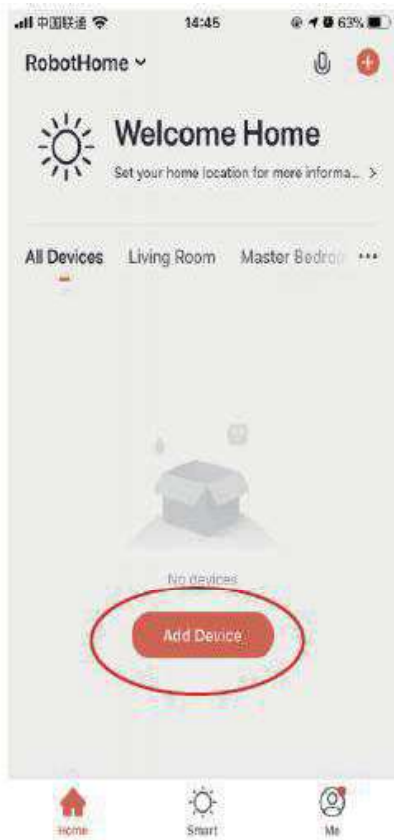 中国联通 14:45 63%
RobotHome
Welcome Home
Set your home location for more informa...
All Devices Living Room Master Bedroo
No devices
Add Device
Home Smart Me